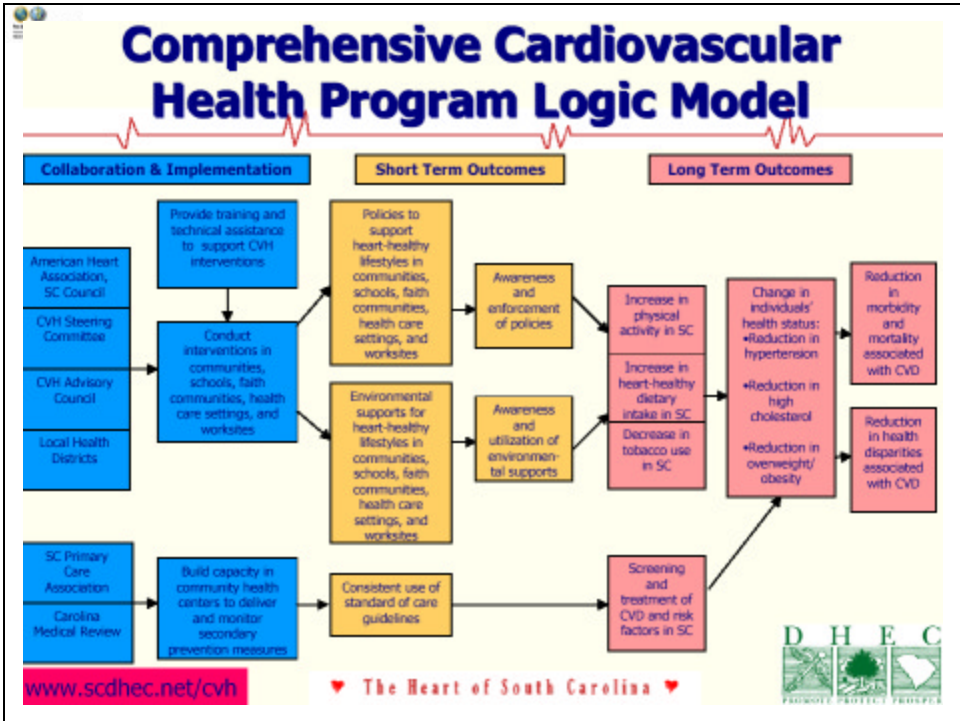 Comprehensive Cardiovascular
Health Program Logic Model
Collaboration & Implementation
Short Term Outcomes
Long Term Outcomes
American Heart
Association,
SC Council
CVH Steering
Committee
CVH Advisory
Council
Local Health
Districts
Provide training and
technical assistance
to support CVH
interventions
Conduct
interventions in
communities,
schools, faith
communities, health
care settings, and
worksites
Policies to
support
heart-healthy
lifestyles in
communities,
schools, faith
communities,
health care
settings, and
worksites
Environmental
supports for
heart-healthy
lifestyles in
communities,
schools, faith
communities,
health care
settings, and
worksites
Awareness
and
enforcement
of policies
Awareness
and
utilization of
environmen-
tal supports
Increase in
physical
activity in SC
Increase in
heart-healthy
dietary
intake in SC
Decrease in
tobacco use
in SC
Change in
individuals'
health status:
•Reduction in
hypertension
•Reduction in
high
cholesterol
•Reduction in
overweight/
obesity
Reduction
in
morbidity
and
mortality
associated
with CVD
Reduction
in health
disparities
associated
with CVD
SC Primary
Care
Association
Carolina
Medical Review
Build capacity in
community health
centers to deliver
and monitor
secondary
prevention measures
Consistent use of
standard of care
guidelines
Screening
and
treatment of
CVD and risk
factors in SC
www.scdhec.net/cvh
♥ The Heart of South Carolina ♥
D H E C
PROMOTE PROTECT PROSPER